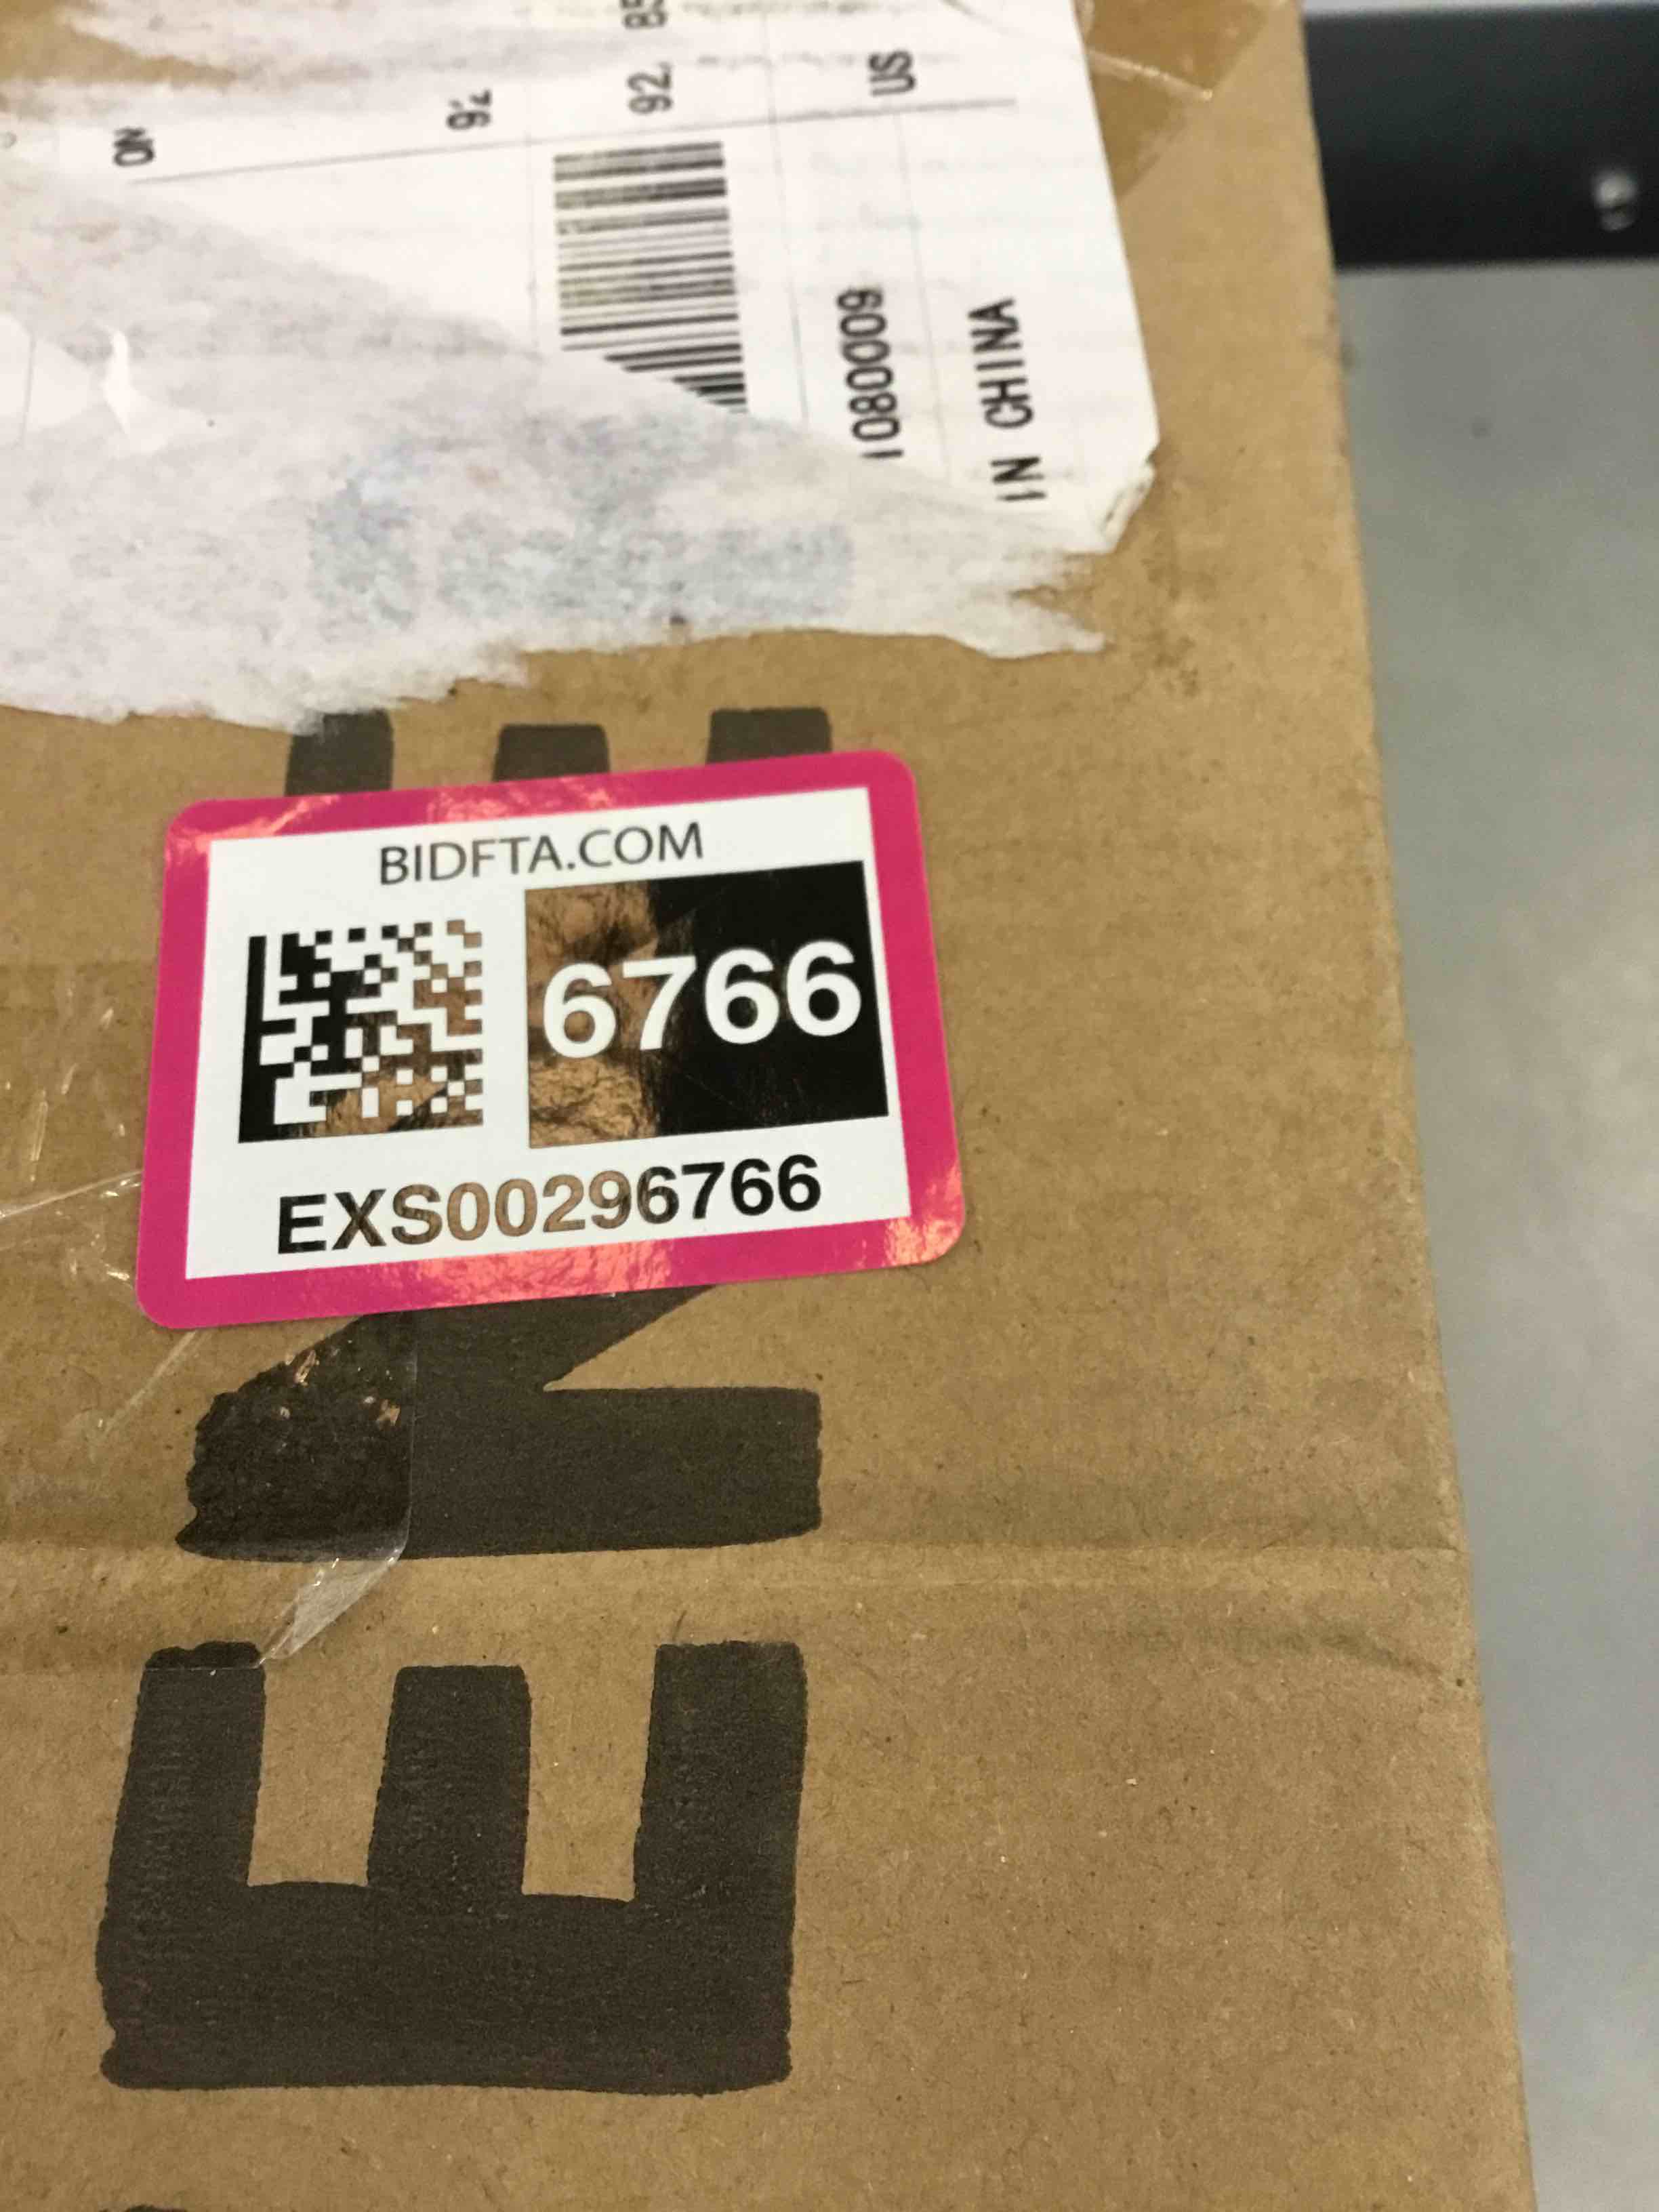 92
92.
US
1080009
IN CHINA
BIDFTA.COM
6766
EXS00296766
E